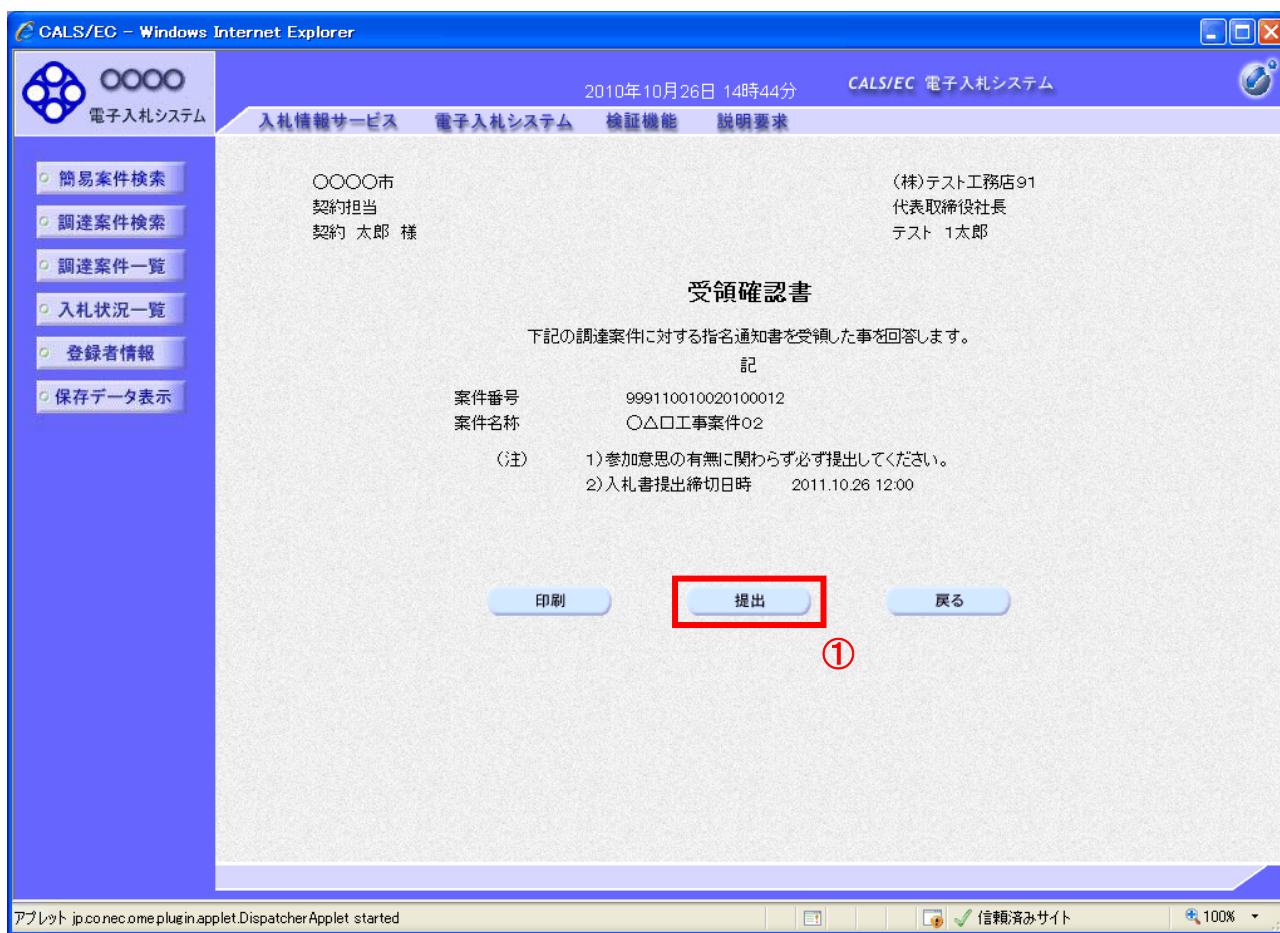 CALS/EC - Windows Internet Explorer
○○○○
電子入札システム
2010年10月26日 14時44分
CALS/EC 電子入札システム
入札情報サービス 電子入札システム 検証機能 説明要求
簡易案件検索
調達案件検索
調達案件一覧
入札状況一覧
登録者情報
保存データ表示
○○○○市
契約担当
契約 太郎 様
(株)テスト工務店91
代表取締役社長
テスト 1太郎
受領確認書
下記の調達案件に対する指名通知書を受領した事を回答します。
記
案件番号 999110010020100012
案件名称 ○△口工事案件02
(注) 1)参加意思の有無に関わらず必ず提出してください。
2)入札書提出締切日時 2011.10.26 12:00
印刷 提出 戻る
①
アプレット jp.co.nec.ome.plugin.applet.DispatcherApplet started
信頼済みサイト
100%